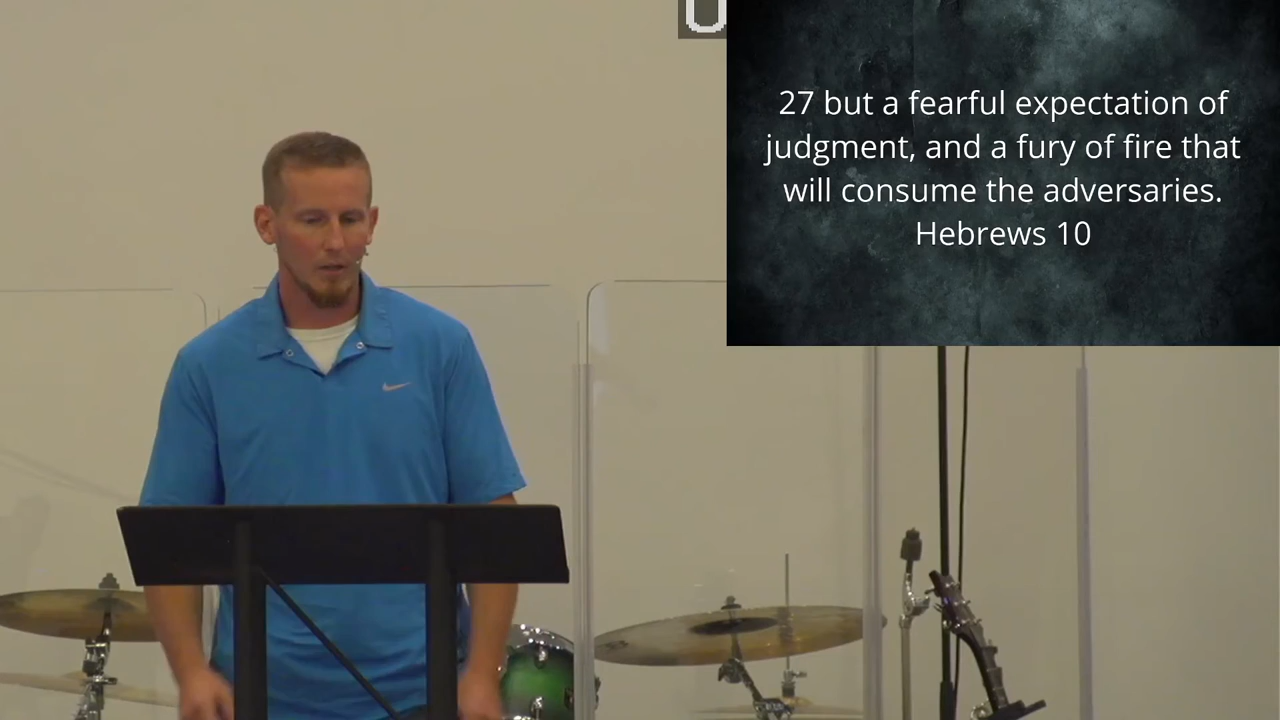 27 but a fearful expectation of
judgment, and a fury of fire that
will consume the adversaries.
Hebrews 10